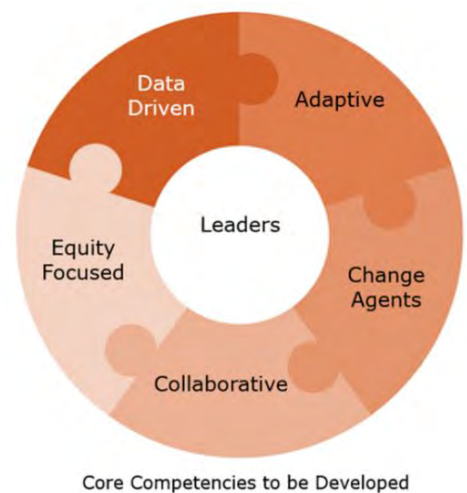 Data
Driven
Adaptive
Leaders
Equity
Focused
Change
Agents
Collaborative
Core Competencies to be Developed